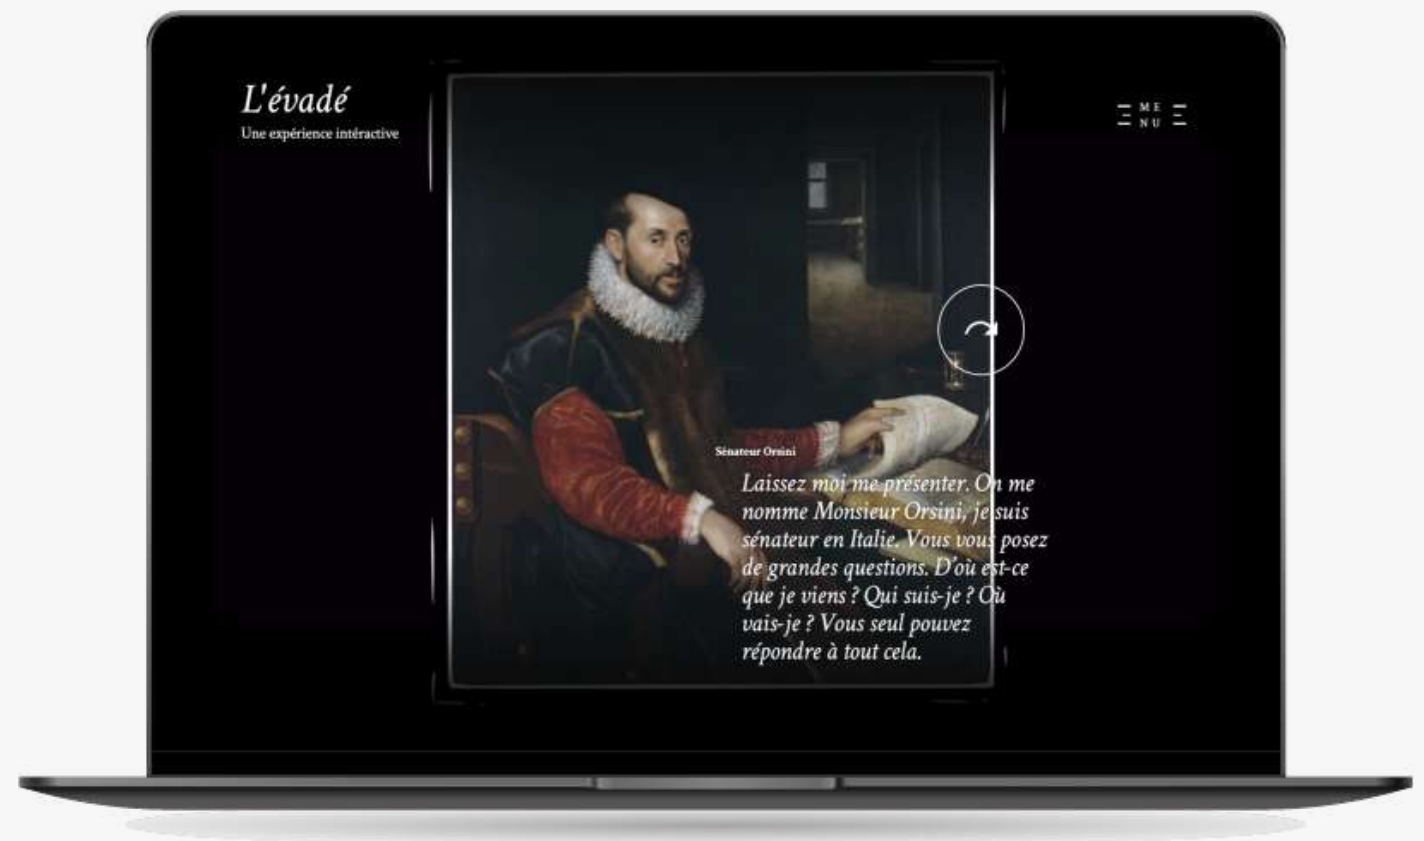 L'évadé
Une expérience intéractive
ME
NU
Sénateur Orsini
Laissez moi me présenter. On me
nomme Monsieur Orsini, je suis
sénateur en Italie. Vous vous posez
de grandes questions. D'où est-ce
que je viens ? Qui suis-je ? Où
vais-je ? Vous seul pouvez
répondre à tout cela.